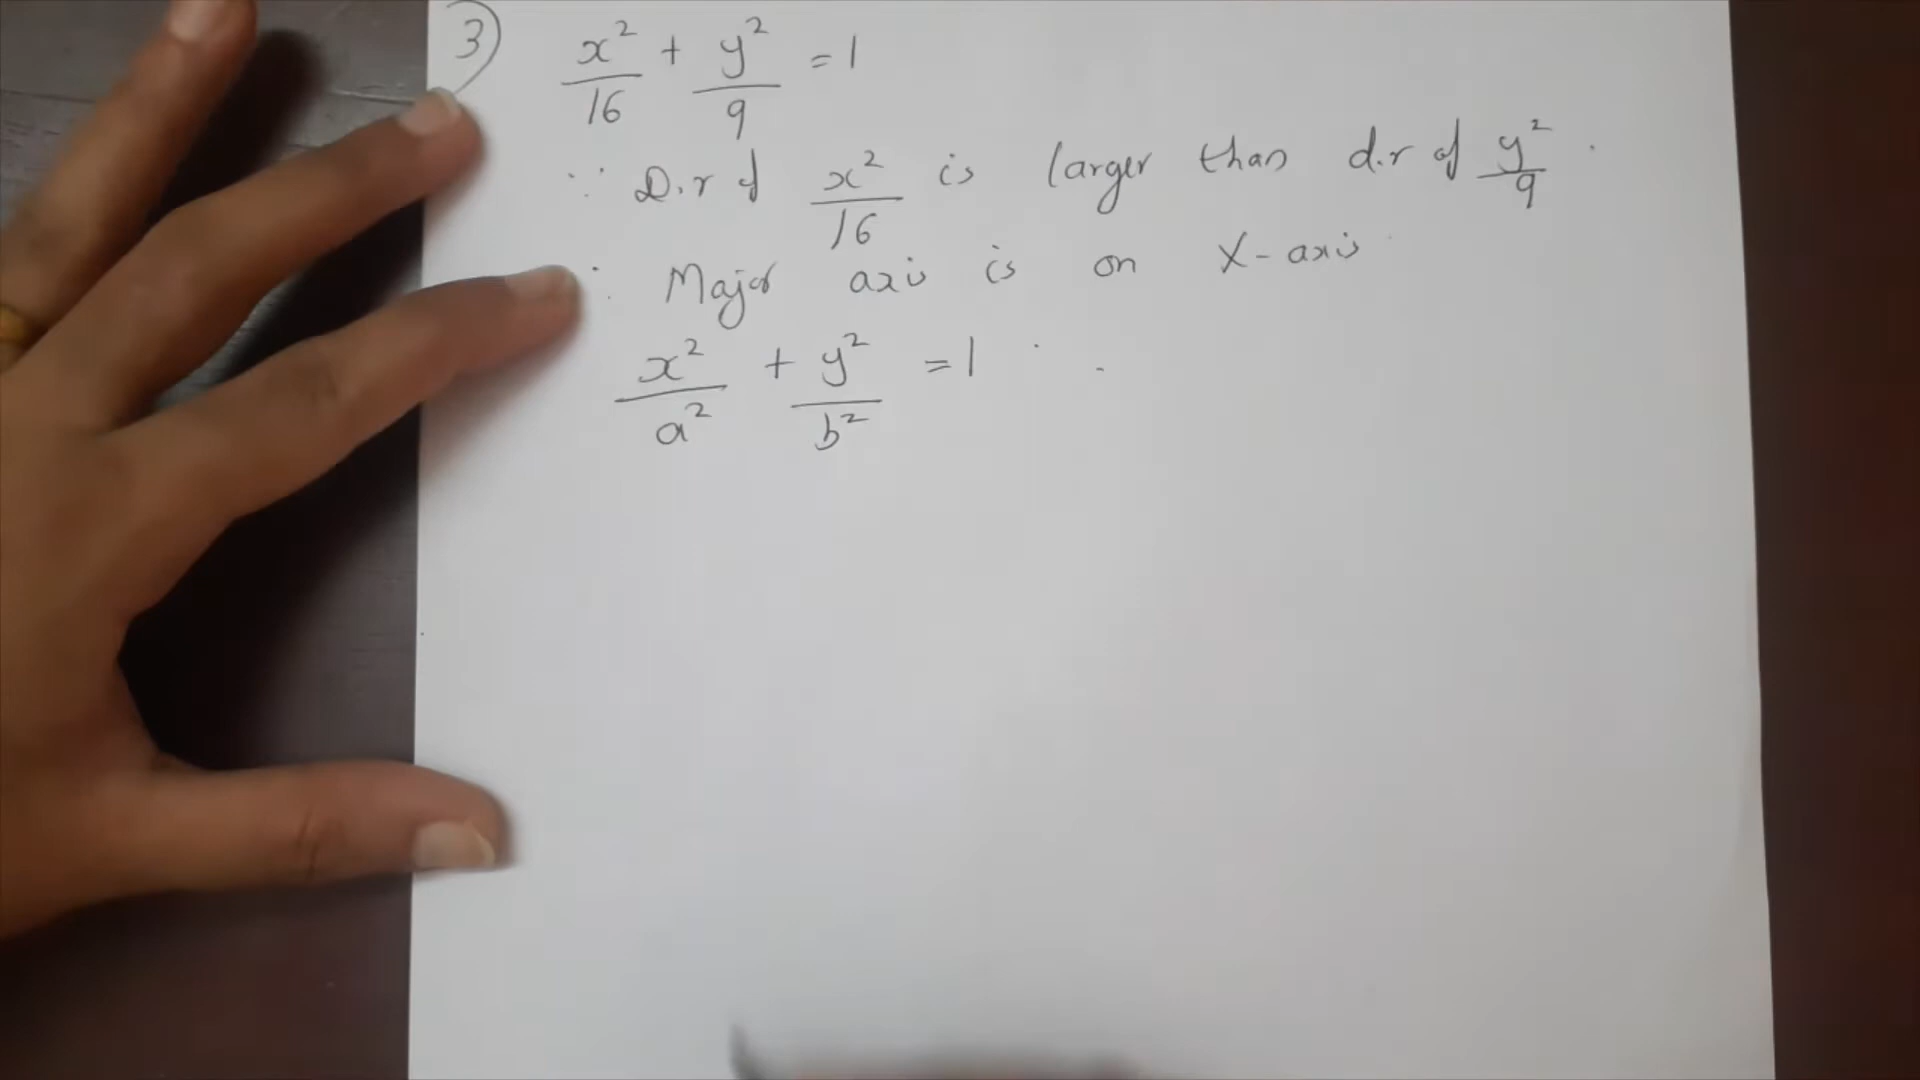 3) x²/16 + y²/9 = 1
∵ D.r of x²/16 is larger than d.r of y²/9.
∴ Major axis is on X-axis
x²/a² + y²/b² = 1